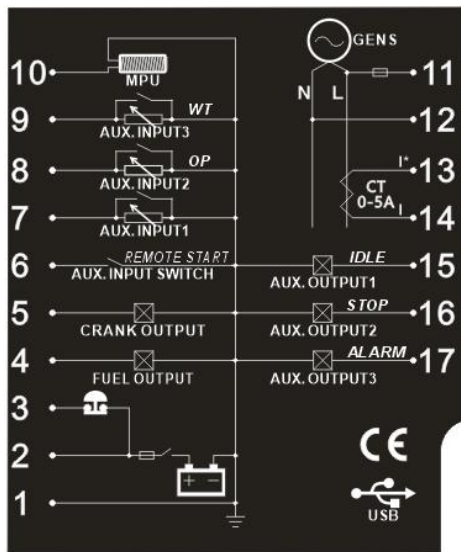 GENS
10
MPU
N L
11
9
WT
AUX. INPUT3
12
8
OP
AUX. INPUT2
I*
13
CT
0-5A
7
AUX. INPUT1
I
14
6
REMOTE START
AUX. INPUT SWITCH
IDLE
15
AUX. OUTPUT1
5
CRANK OUTPUT
STOP
16
AUX. OUTPUT2
4
FUEL OUTPUT
ALARM
17
AUX. OUTPUT3
3
2
+ −
1
CE
USB